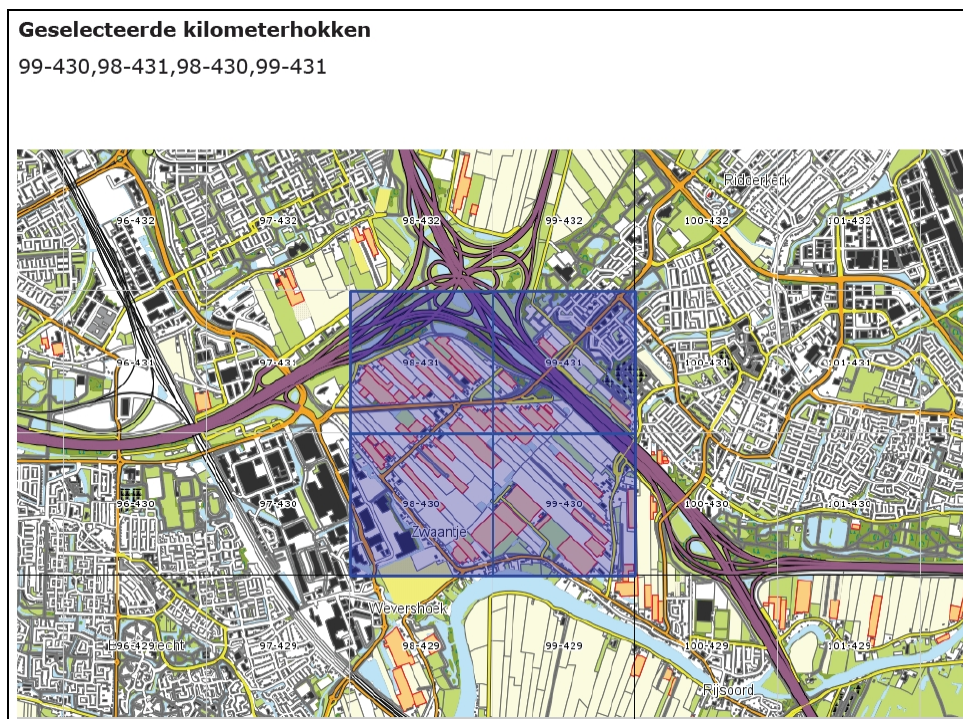 Geselecteerde kilometerhokken
99-430,98-431,98-430,99-431
Ridderkerk
96-432 97-432 98-432 99-432 100-432 101-432
96-431 97-431 98-431 99-431 100-431 101-431
96-430 97-430 98-430 99-430 100-430 101-430
Zwaantje
Wevershoek
96-429 97-429 98-429 99-429 100-429 101-429
Rijsoord